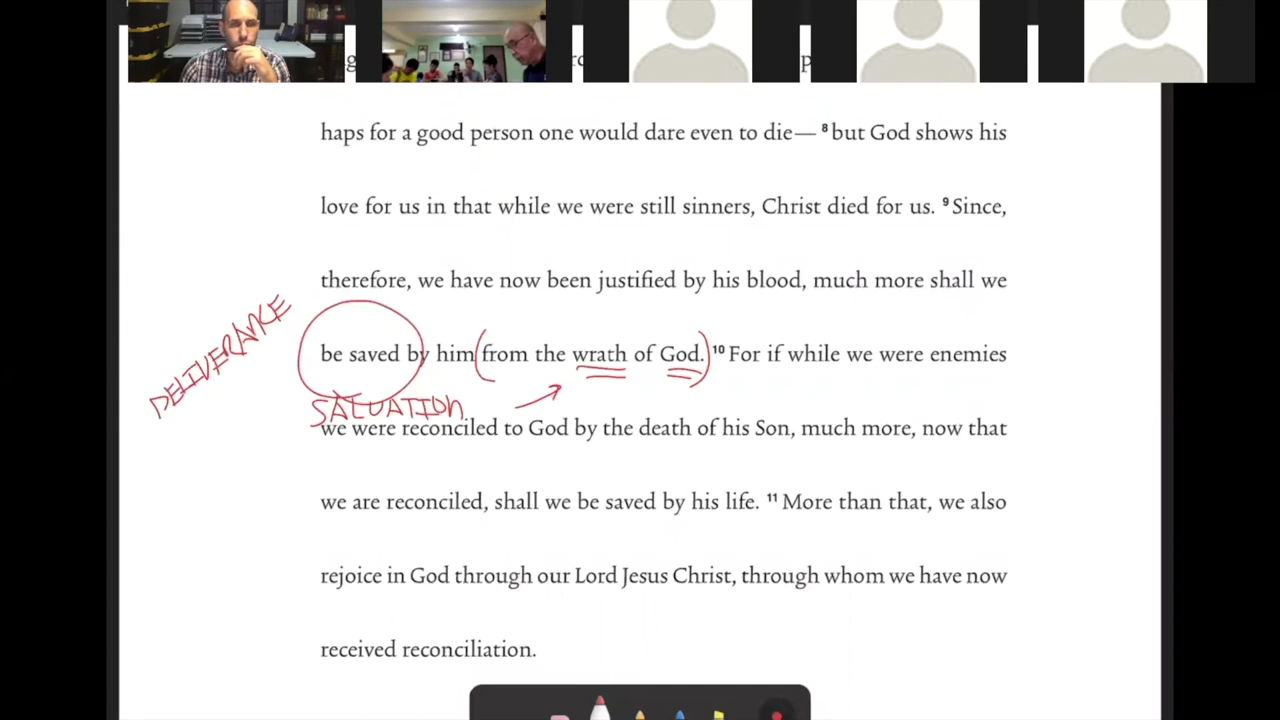 haps for a good person one would dare even to die— ⁸ but God shows his
love for us in that while we were still sinners, Christ died for us. ⁹ Since,
therefore, we have now been justified by his blood, much more shall we
DELIVERANCE
be saved by him (from the wrath of God.) ¹⁰ For if while we were enemies
SALVATION
we were reconciled to God by the death of his Son, much more, now that
we are reconciled, shall we be saved by his life. ¹¹ More than that, we also
rejoice in God through our Lord Jesus Christ, through whom we have now
received reconciliation.